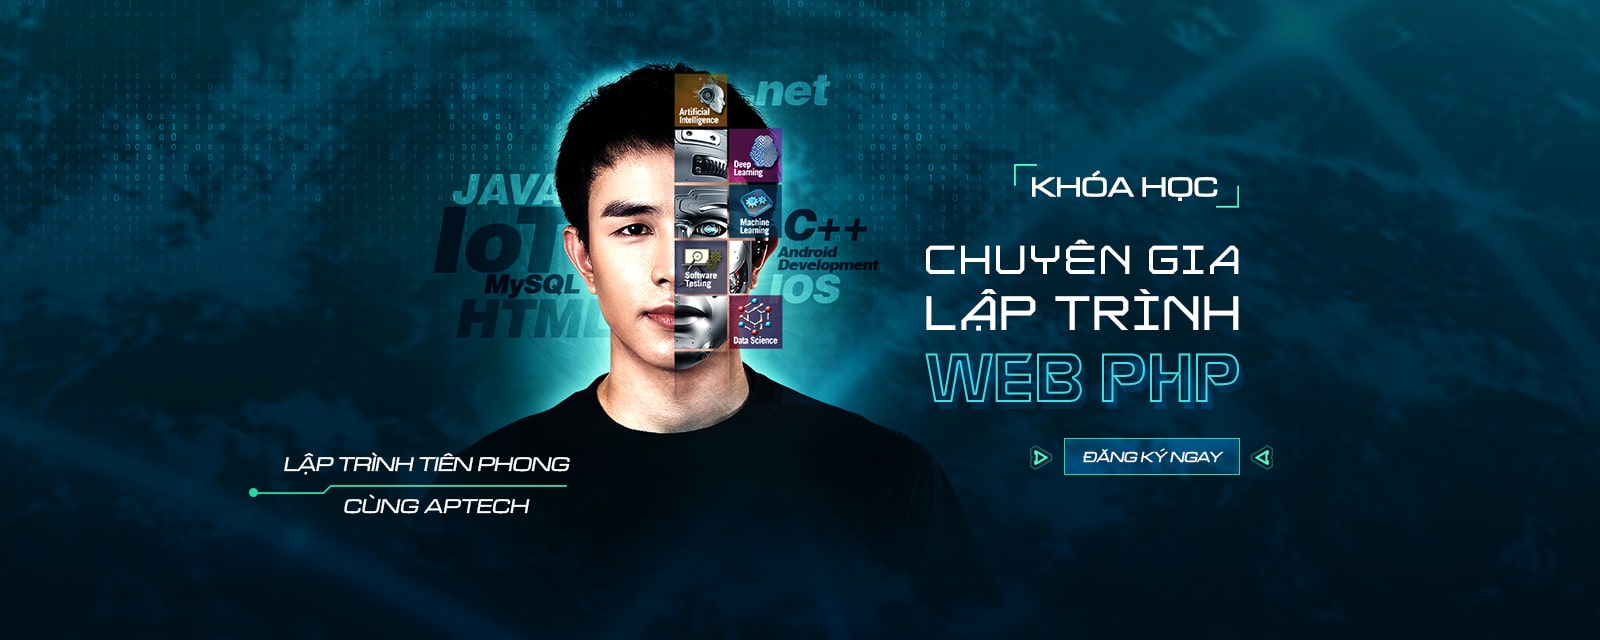 Artificial
Intelligence
.net
Deep
Learning
JAVA
IoT
MySQL
HTML
Machine
Learning
C++
Android
Development
iOS
Software
Testing
Data Science
KHÓA HỌC
CHUYÊN GIA
LẬP TRÌNH
WEB PHP
ĐĂNG KÝ NGAY
LẬP TRÌNH TIÊN PHONG
CÙNG APTECH